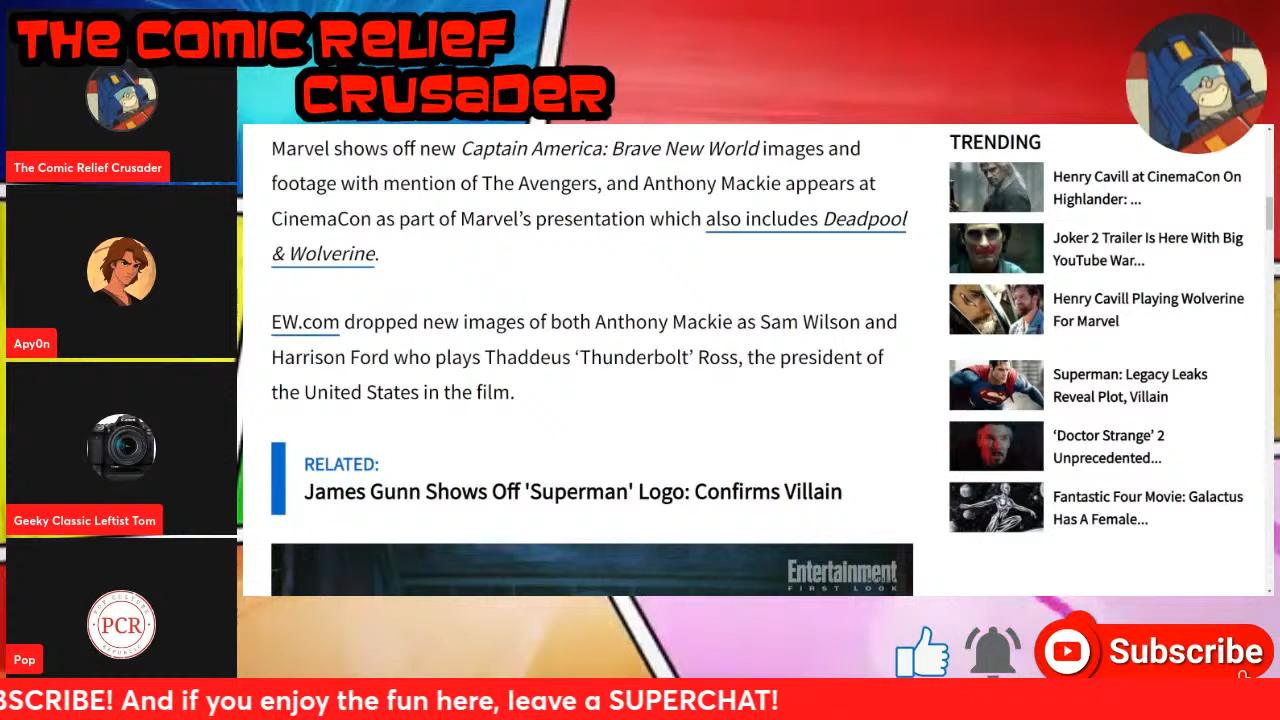 THE COMIC RELIEF
CRUSADER
The Comic Relief Crusader
Apy0n
Geeky Classic Leftist Tom
POP CULTURE
PCR
REPUBLIC
Pop
Marvel shows off new Captain America: Brave New World images and
footage with mention of The Avengers, and Anthony Mackie appears at
CinemaCon as part of Marvel’s presentation which also includes Deadpool
& Wolverine.
EW.com dropped new images of both Anthony Mackie as Sam Wilson and
Harrison Ford who plays Thaddeus ‘Thunderbolt’ Ross, the president of
the United States in the film.
RELATED:
James Gunn Shows Off 'Superman' Logo: Confirms Villain
Entertainment
FIRST LOOK
TRENDING
Henry Cavill at CinemaCon On
Highlander: ...
Joker 2 Trailer Is Here With Big
YouTube War...
Henry Cavill Playing Wolverine
For Marvel
Superman: Legacy Leaks
Reveal Plot, Villain
‘Doctor Strange’ 2
Unprecedented...
Fantastic Four Movie: Galactus
Has A Female...
Subscribe
BSCRIBE! And if you enjoy the fun here, leave a SUPERCHAT!